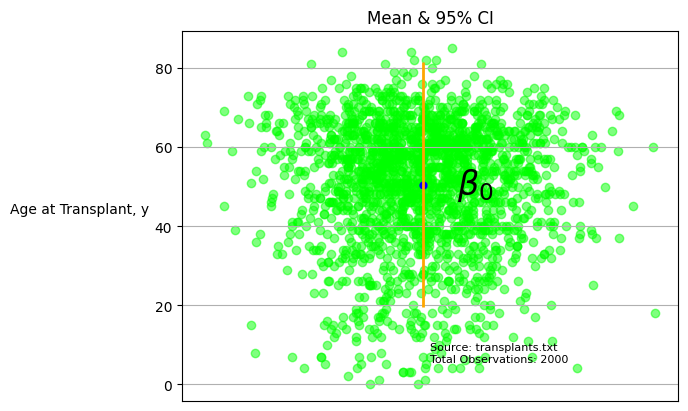 Mean & 95% CI
80
60
40
20
0
Age at Transplant, y
β₀
Source: transplants.txt
Total Observations: 2000